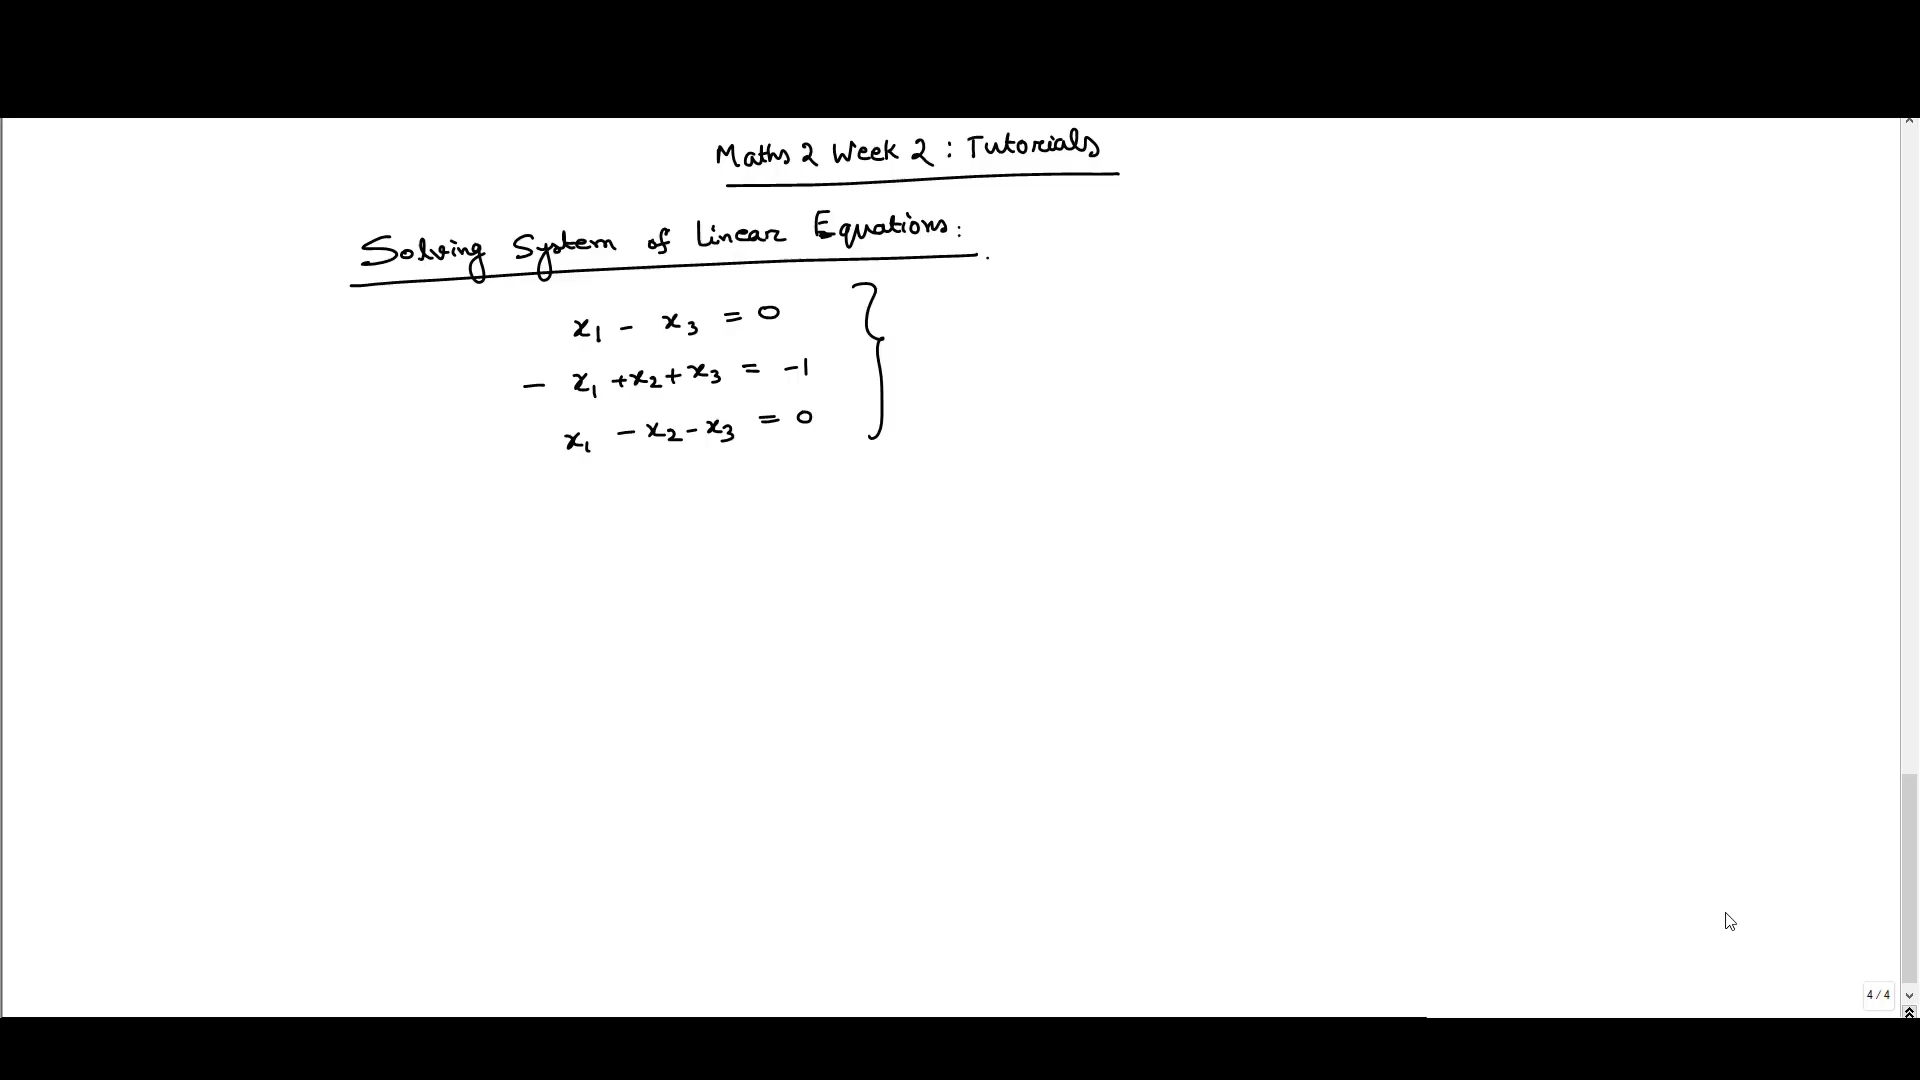 Maths 2 Week 2 : Tutorials
Solving System of Linear Equations :
x₁ - x₃ = 0
- x₁ + x₂ + x₃ = -1
x₁ - x₂ - x₃ = 0
4 / 4